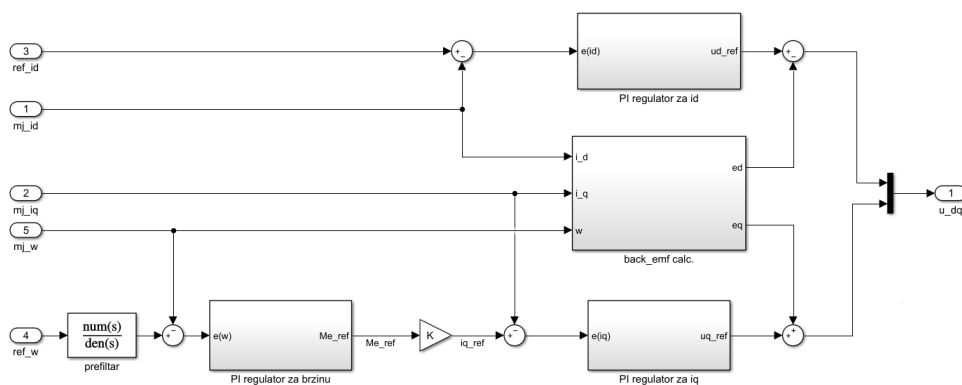 3
ref_id
+
−
e(id)
ud_ref
PI regulator za id
+
−
1
mj_id
i_d
ed
2
mj_iq
i_q
1
u_dq
5
mj_w
w
eq
back_emf calc.
4
ref_w
num(s)
den(s)
prefiltar
−
+
e(w)
Me_ref
PI regulator za brzinu
Me_ref
K
iq_ref
−
+
e(iq)
uq_ref
PI regulator za iq
+
+